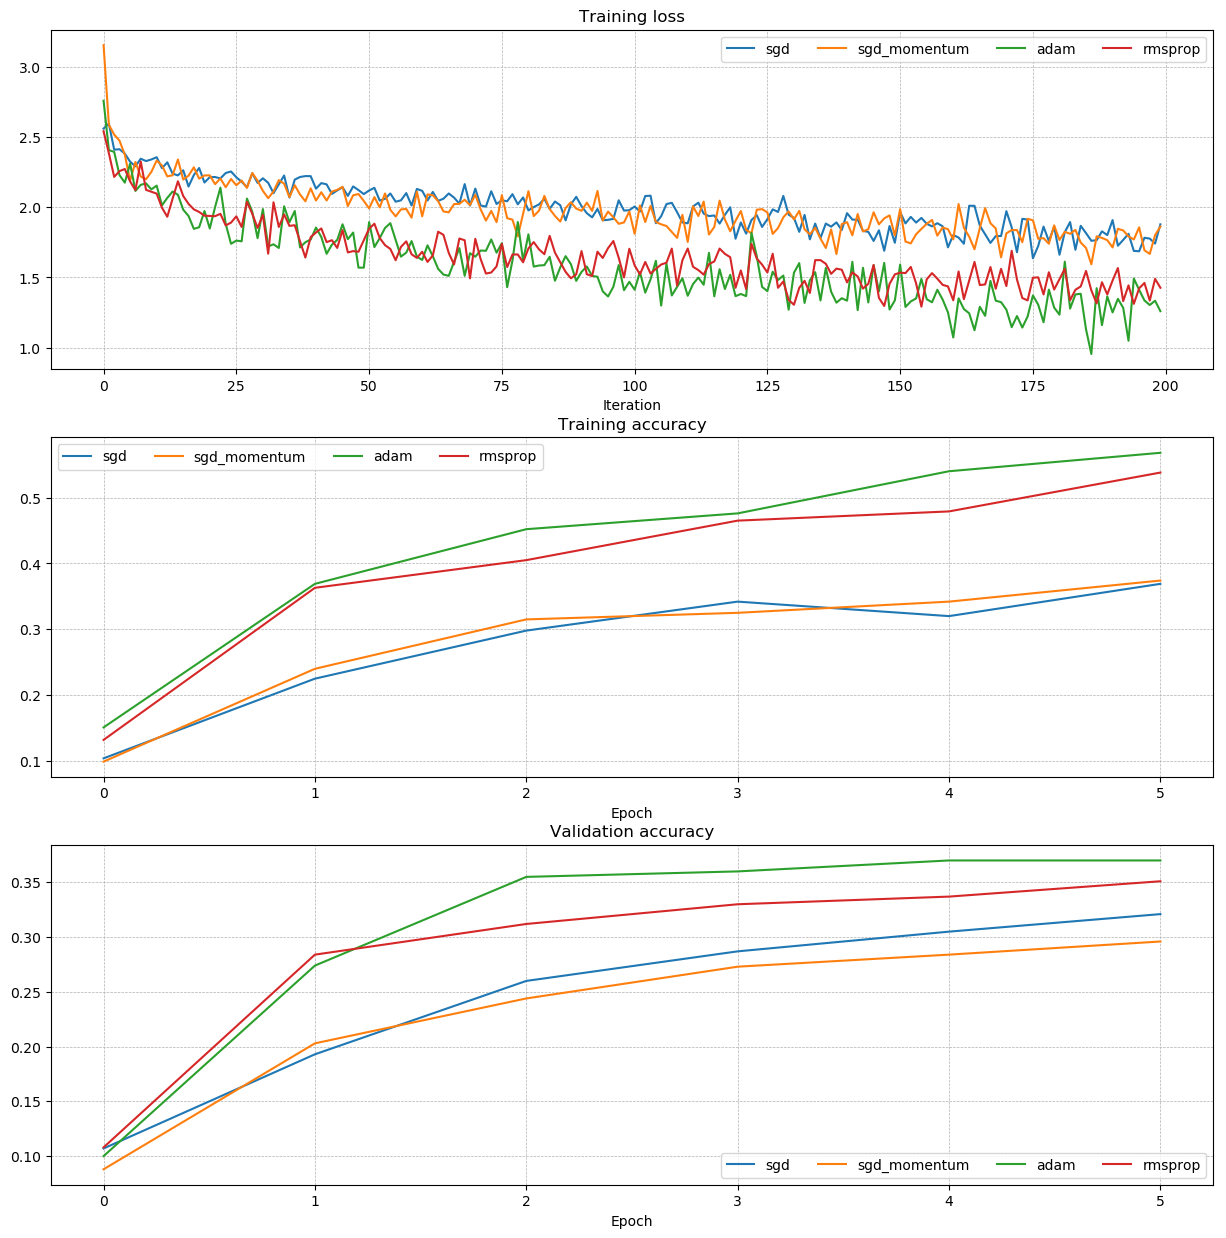 Training loss
sgd sgd_momentum adam rmsprop
3.0
2.5
2.0
1.5
1.0
0 25 50 75 100 125 150 175 200
Iteration
Training accuracy
sgd sgd_momentum adam rmsprop
0.5
0.4
0.3
0.2
0.1
0 1 2 3 4 5
Epoch
Validation accuracy
0.35
0.30
0.25
0.20
0.15
0.10
sgd sgd_momentum adam rmsprop
0 1 2 3 4 5
Epoch